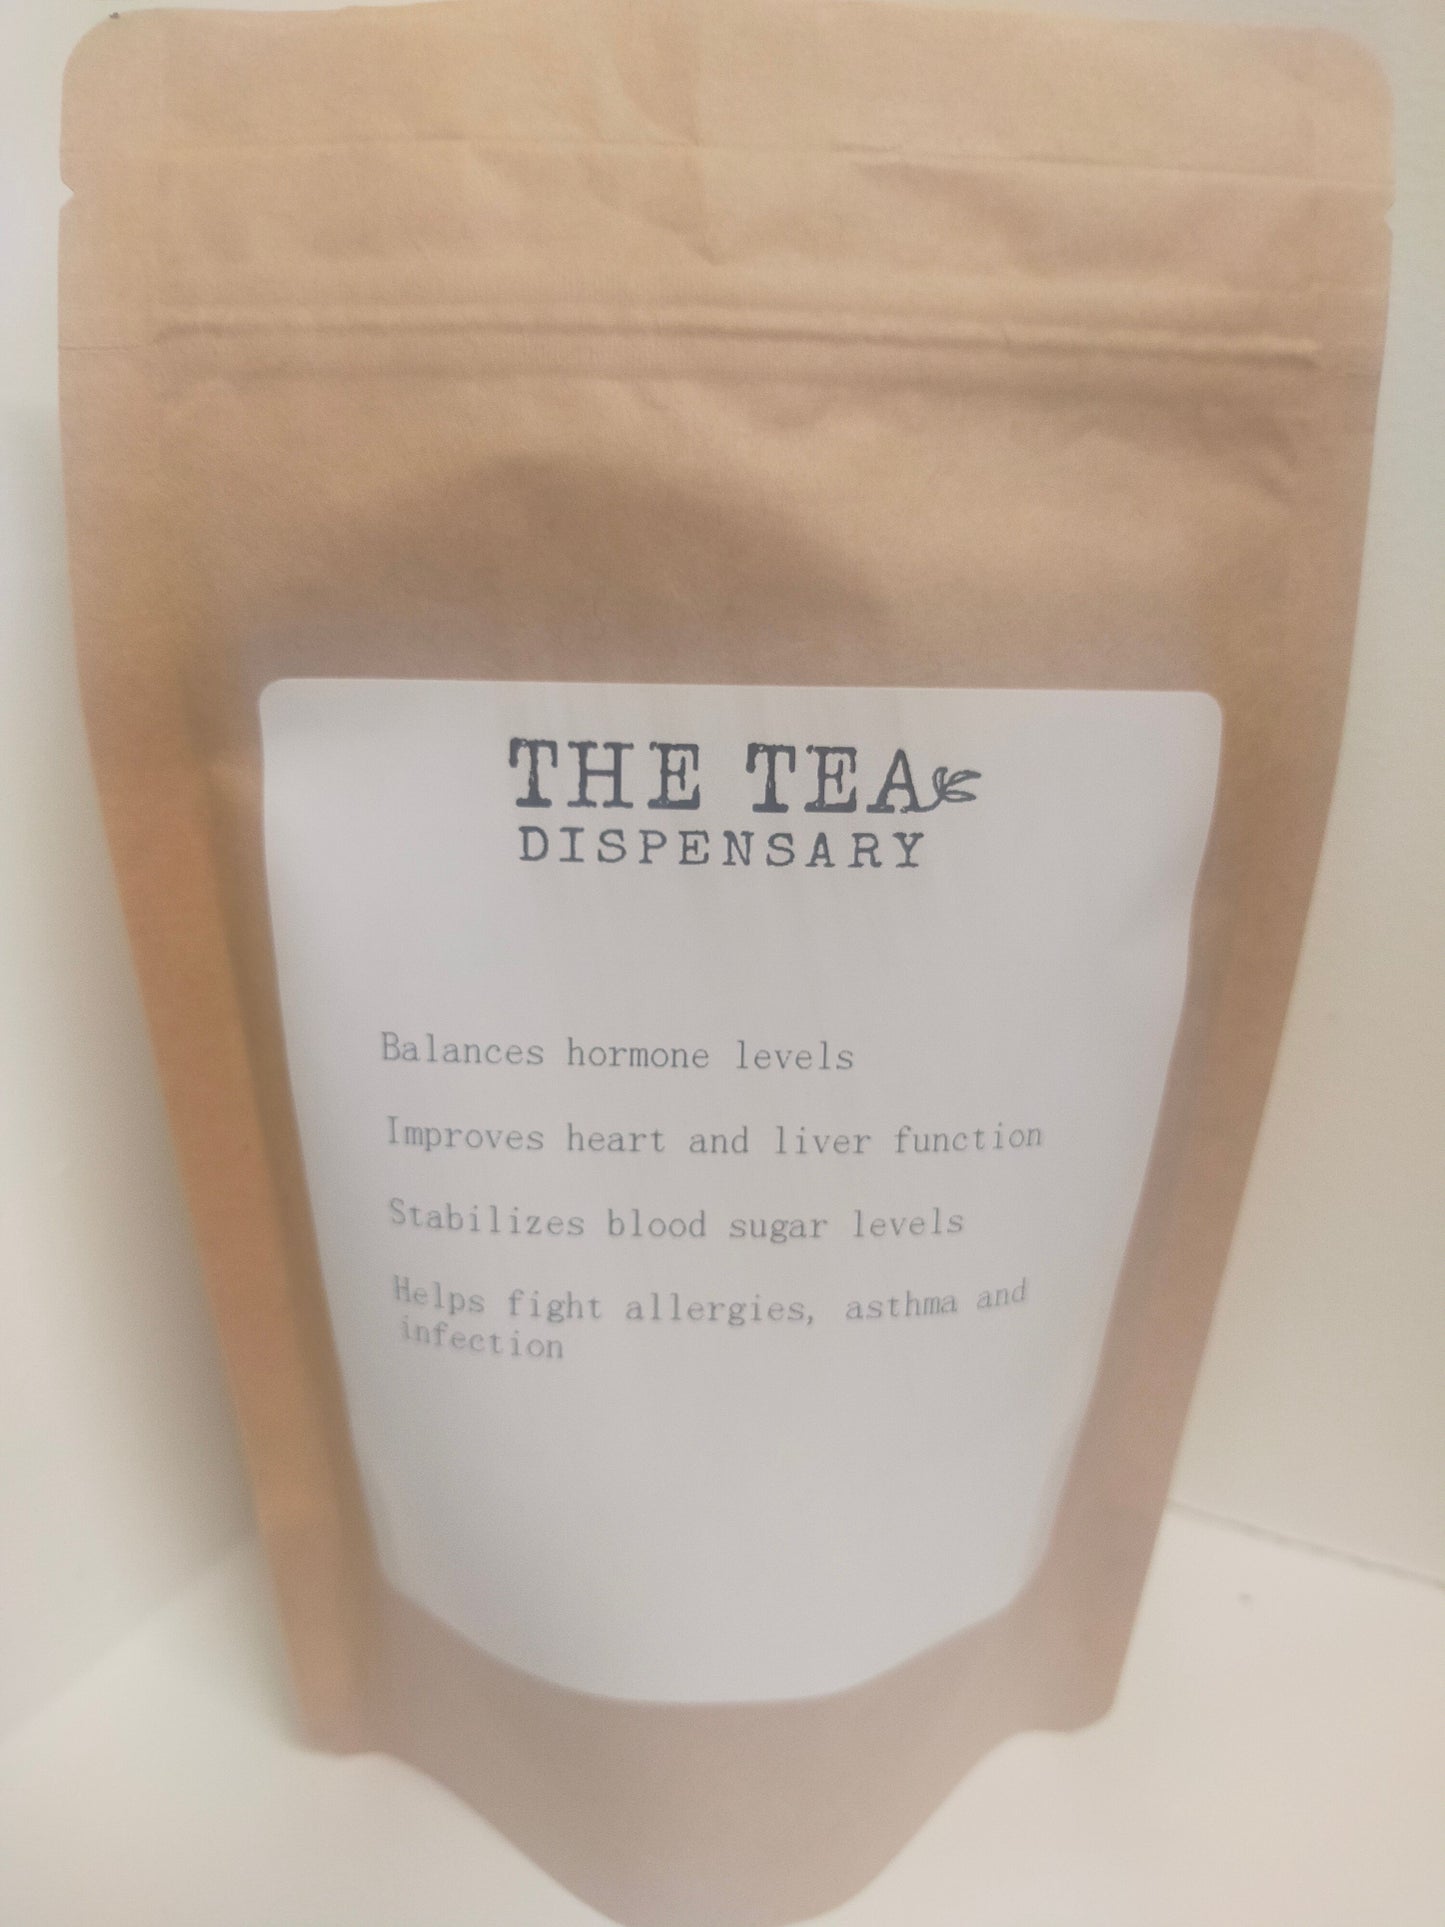 THE TEA
DISPENSARY
Balances hormone levels
Improves heart and liver function
Stabilizes blood sugar levels
Helps fight allergies, asthma and
infection